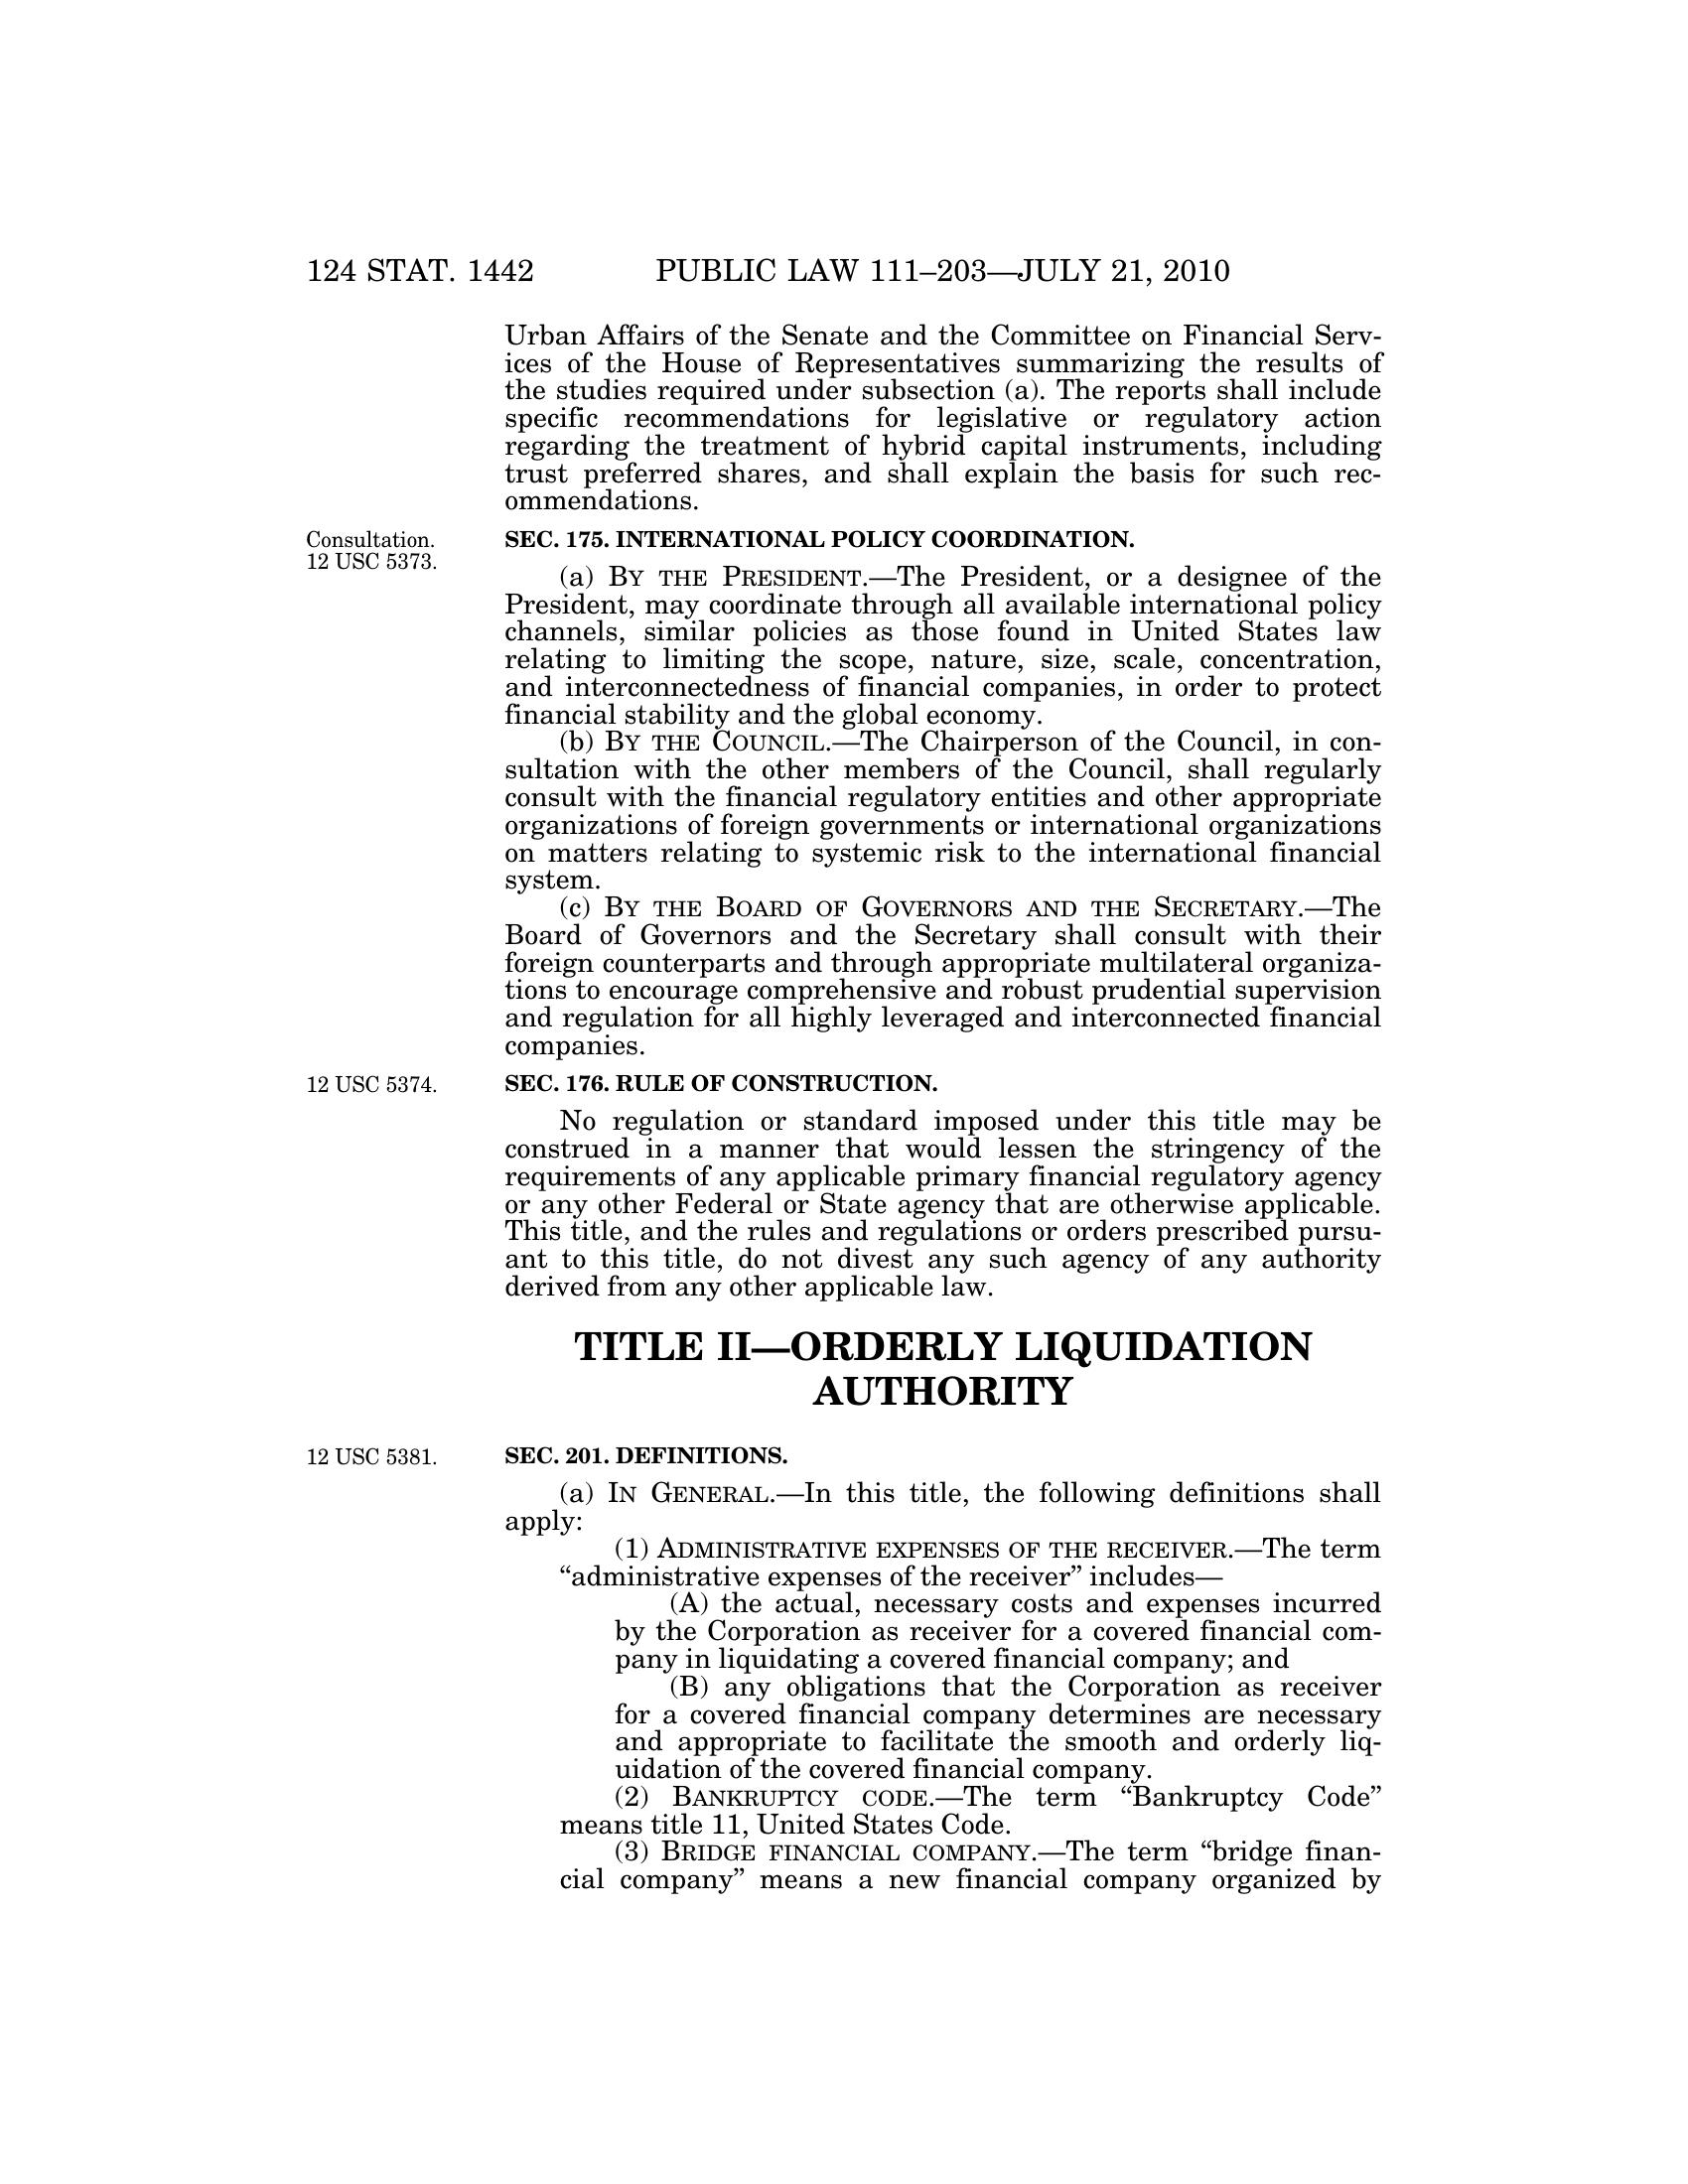 124 STAT. 1442 PUBLIC LAW 111–203—JULY 21, 2010
Urban Affairs of the Senate and the Committee on Financial Serv-
ices of the House of Representatives summarizing the results of
the studies required under subsection (a). The reports shall include
specific recommendations for legislative or regulatory action
regarding the treatment of hybrid capital instruments, including
trust preferred shares, and shall explain the basis for such rec-
ommendations.
Consultation.
12 USC 5373.
SEC. 175. INTERNATIONAL POLICY COORDINATION.
(a) BY THE PRESIDENT.—The President, or a designee of the
President, may coordinate through all available international policy
channels, similar policies as those found in United States law
relating to limiting the scope, nature, size, scale, concentration,
and interconnectedness of financial companies, in order to protect
financial stability and the global economy.
(b) BY THE COUNCIL.—The Chairperson of the Council, in con-
sultation with the other members of the Council, shall regularly
consult with the financial regulatory entities and other appropriate
organizations of foreign governments or international organizations
on matters relating to systemic risk to the international financial
system.
(c) BY THE BOARD OF GOVERNORS AND THE SECRETARY.—The
Board of Governors and the Secretary shall consult with their
foreign counterparts and through appropriate multilateral organiza-
tions to encourage comprehensive and robust prudential supervision
and regulation for all highly leveraged and interconnected financial
companies.
12 USC 5374.
SEC. 176. RULE OF CONSTRUCTION.
No regulation or standard imposed under this title may be
construed in a manner that would lessen the stringency of the
requirements of any applicable primary financial regulatory agency
or any other Federal or State agency that are otherwise applicable.
This title, and the rules and regulations or orders prescribed pursu-
ant to this title, do not divest any such agency of any authority
derived from any other applicable law.
TITLE II—ORDERLY LIQUIDATION
AUTHORITY
12 USC 5381.
SEC. 201. DEFINITIONS.
(a) IN GENERAL.—In this title, the following definitions shall
apply:
(1) ADMINISTRATIVE EXPENSES OF THE RECEIVER.—The term
“administrative expenses of the receiver” includes—
(A) the actual, necessary costs and expenses incurred
by the Corporation as receiver for a covered financial com-
pany in liquidating a covered financial company; and
(B) any obligations that the Corporation as receiver
for a covered financial company determines are necessary
and appropriate to facilitate the smooth and orderly liq-
uidation of the covered financial company.
(2) BANKRUPTCY CODE.—The term “Bankruptcy Code”
means title 11, United States Code.
(3) BRIDGE FINANCIAL COMPANY.—The term “bridge finan-
cial company” means a new financial company organized by